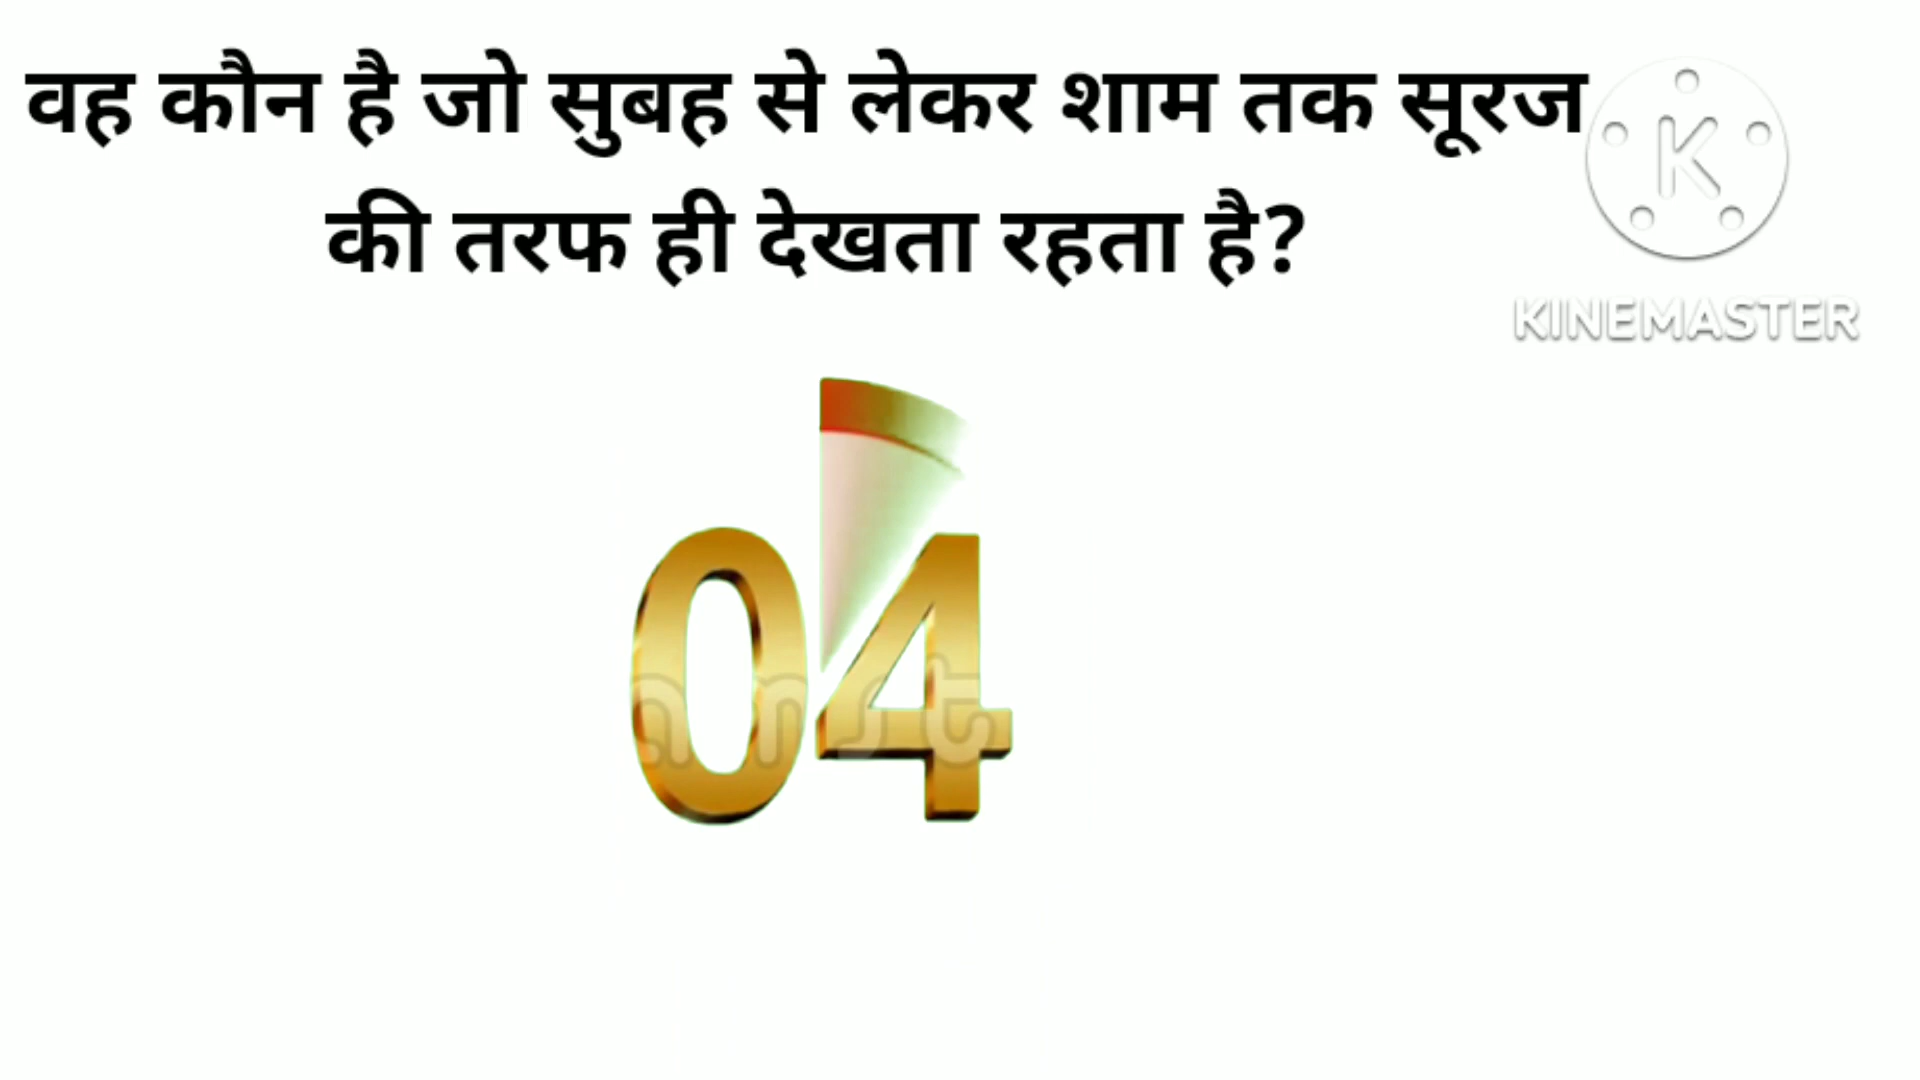 वह कौन है जो सुबह से लेकर शाम तक सूरज
की तरफ ही देखता रहता है?
K
KINEMASTER
04